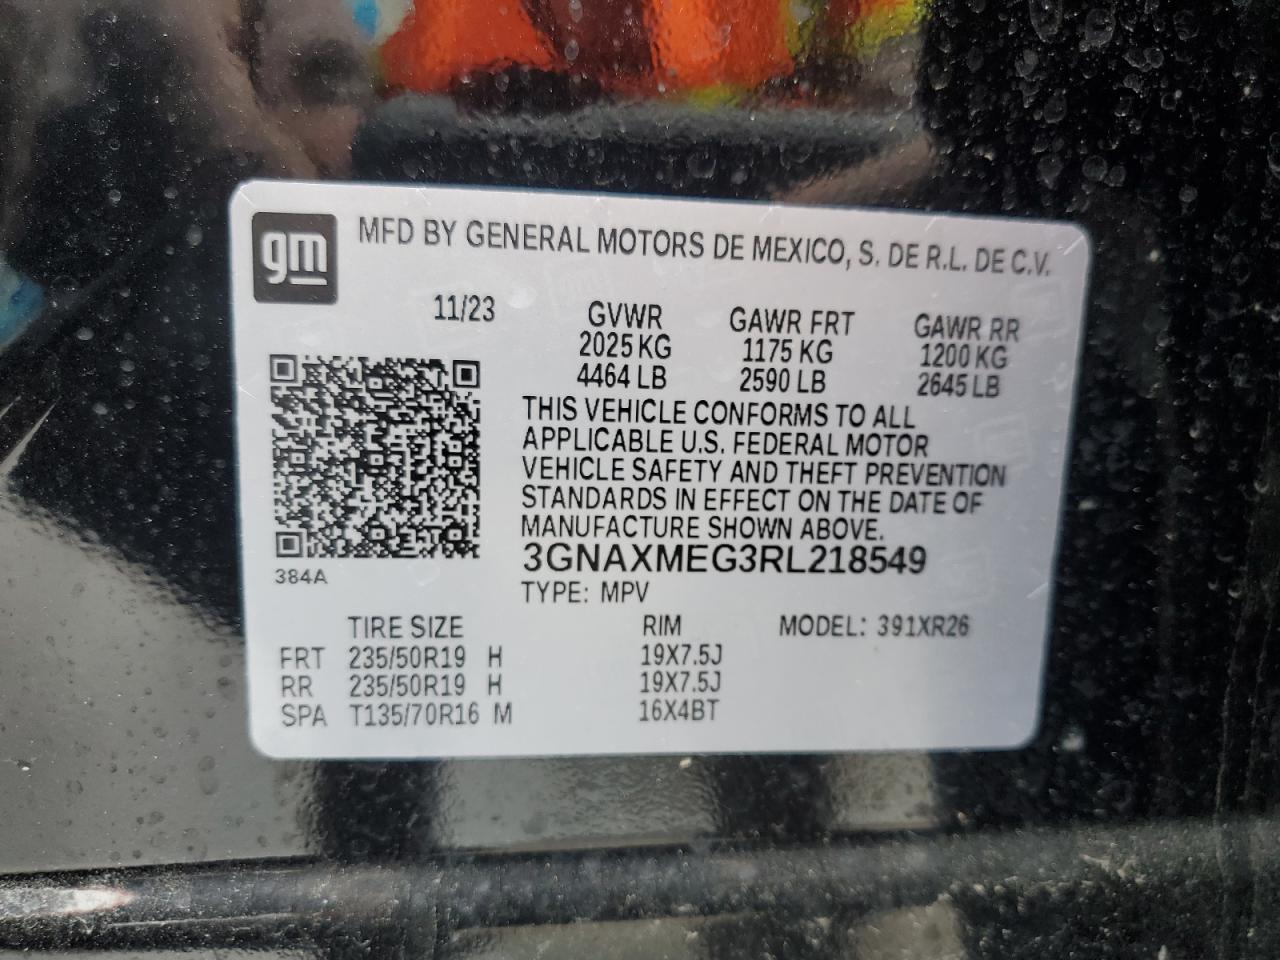 gm
MFD BY GENERAL MOTORS DE MEXICO, S. DE R.L. DE C.V.
11/23
GVWR GAWR FRT GAWR RR
2025 KG 1175 KG 1200 KG
4464 LB 2590 LB 2645 LB
THIS VEHICLE CONFORMS TO ALL
APPLICABLE U.S. FEDERAL MOTOR
VEHICLE SAFETY AND THEFT PREVENTION
STANDARDS IN EFFECT ON THE DATE OF
MANUFACTURE SHOWN ABOVE.
3GNAXMEG3RL218549
384A
TYPE: MPV
TIRE SIZE RIM MODEL: 391XR26
FRT 235/50R19 H 19X7.5J
RR 235/50R19 H 19X7.5J
SPA T135/70R16 M 16X4BT